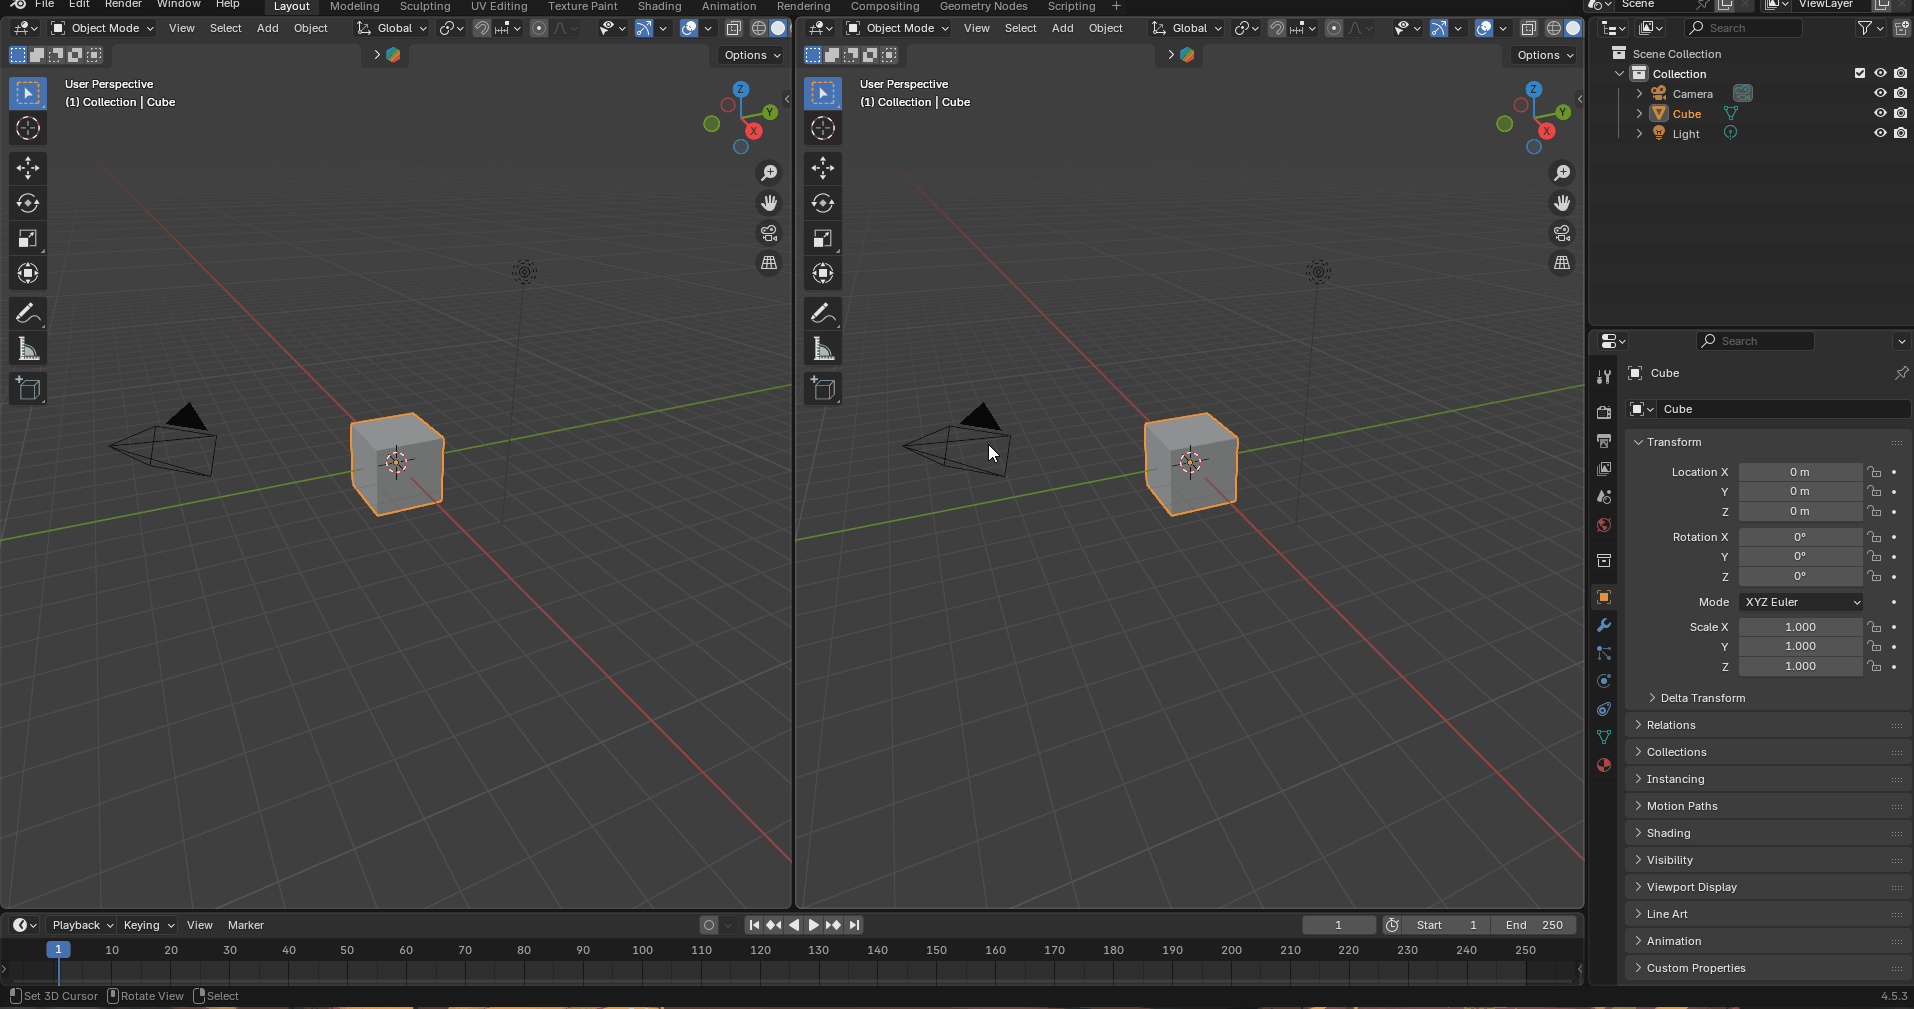 File Edit Render Window Help Layout Modeling Sculpting UV Editing Texture Paint Shading Animation Rendering Compositing Geometry Nodes Scripting + Scene ViewLayer
Object Mode View Select Add Object Global
Options
User Perspective
(1) Collection | Cube
Z
Y
X
Object Mode View Select Add Object Global
Options
User Perspective
(1) Collection | Cube
Z
Y
X
Search
Scene Collection
Collection
Camera
Cube
Light
Search
Cube
Cube
Transform
Location X 0 m
Y 0 m
Z 0 m
Rotation X 0°
Y 0°
Z 0°
Mode XYZ Euler
Scale X 1.000
Y 1.000
Z 1.000
Delta Transform
Relations
Collections
Instancing
Motion Paths
Shading
Visibility
Viewport Display
Line Art
Animation
Custom Properties
Playback Keying View Marker 1 Start 1 End 250
1 10 20 30 40 50 60 70 80 90 100 110 120 130 140 150 160 170 180 190 200 210 220 230 240 250
Set 3D Cursor Rotate View Select 4.5.3